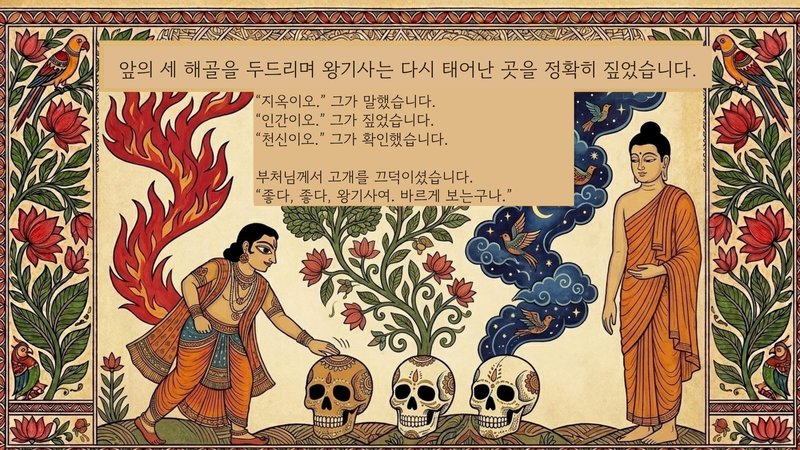 앞의 세 해골을 두드리며 왕기사는 다시 태어난 곳을 정확히 짚었습니다.
“지옥이오.” 그가 말했습니다.
“인간이오.” 그가 짚었습니다.
“천신이오.” 그가 확인했습니다.
부처님께서 고개를 끄덕이셨습니다.
“좋다, 좋다, 왕기사여. 바르게 보는구나.”